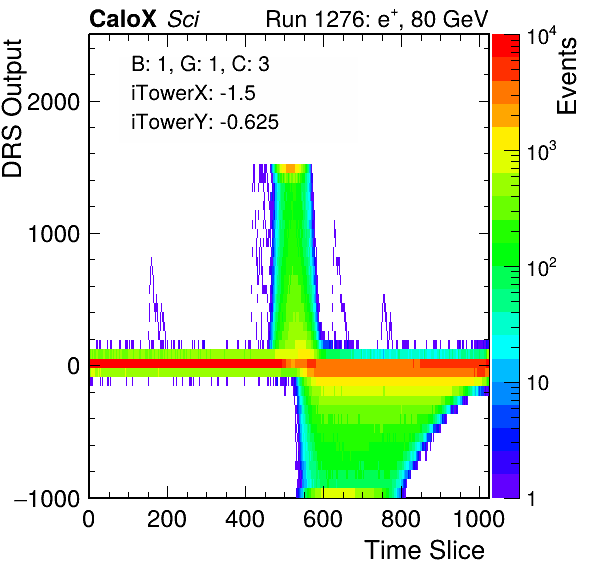 CaloX Sci Run 1276: e⁺, 80 GeV
B: 1, G: 1, C: 3
iTowerX: -1.5
iTowerY: -0.625
DRS Output
2000
1000
0
−1000
0 200 400 600 800 1000
Time Slice
Events
10⁴
10³
10²
10
1